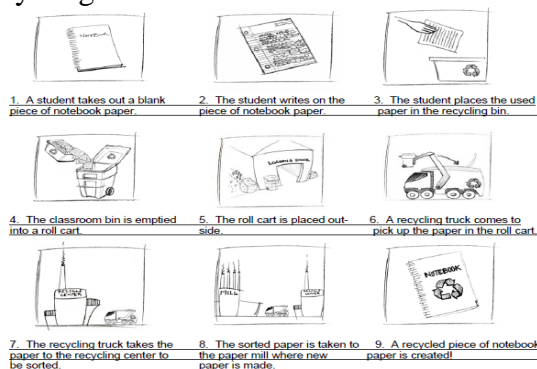 NoteBook
1. A student takes out a blank
piece of notebook paper.
2. The student writes on the
piece of notebook paper.
3. The student places the used
paper in the recycling bin.
LOADING DOCK
4. The classroom bin is emptied
into a roll cart.
5. The roll cart is placed out-
side.
6. A recycling truck comes to
pick up the paper in the roll cart.
RECYCLE
CENTER
MILL
CENTER
NOTEBOOK
7. The recycling truck takes the
paper to the recycling center to
be sorted.
8. The sorted paper is taken to
the paper mill where new
paper is made.
9. A recycled piece of notebook
paper is created!